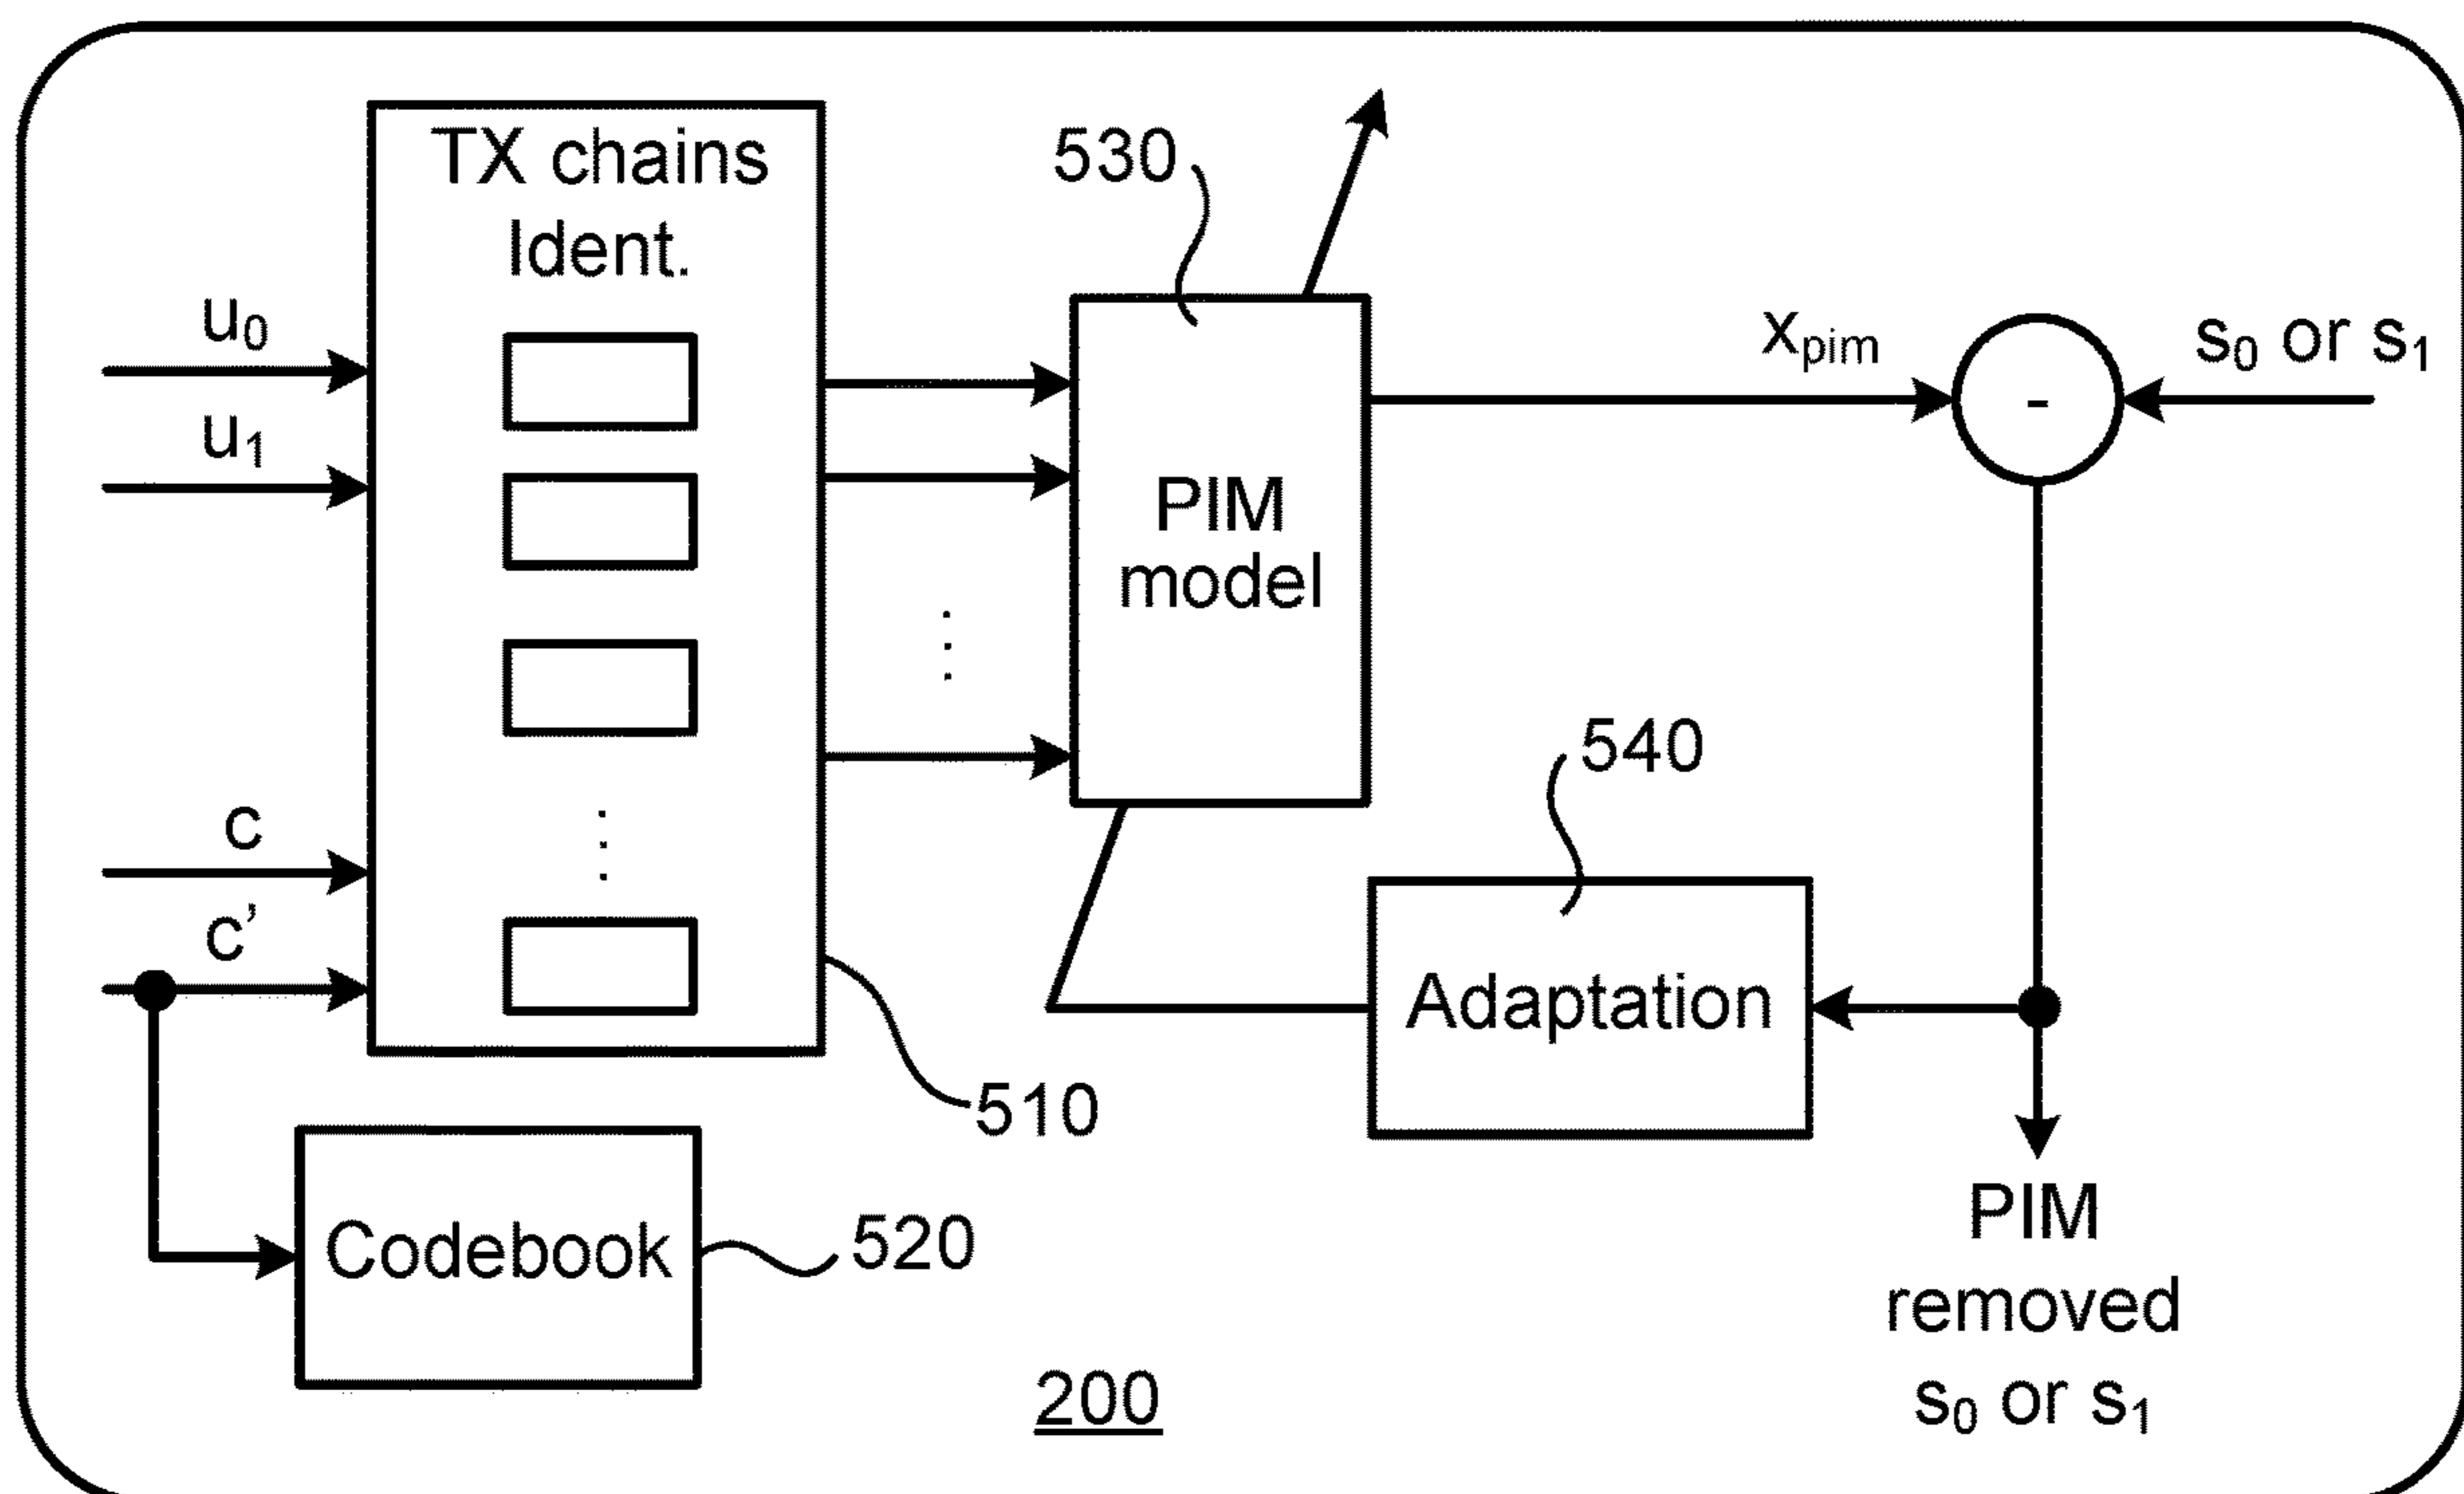 TX chains
Ident.
530
u₀
u₁
xₚᵢₘ
-
s₀ or s₁
PIM
model
540
c
c’
Adaptation
510
Codebook
520
PIM
removed
s₀ or s₁
200